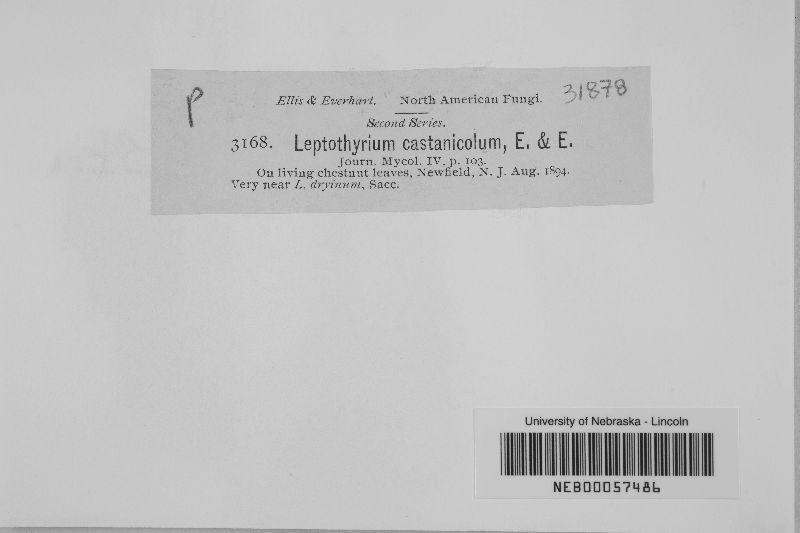 P
Ellis & Everhart. North American Fungi. 31878
Second Series.
3168. Leptothyrium castanicolum, E. & E.
Journ. Mycol. IV. p. 103.
On living chestnut leaves, Newfield, N. J. Aug. 1894.
Very near L. dryinum, Sacc.
University of Nebraska - Lincoln
NEB00057486